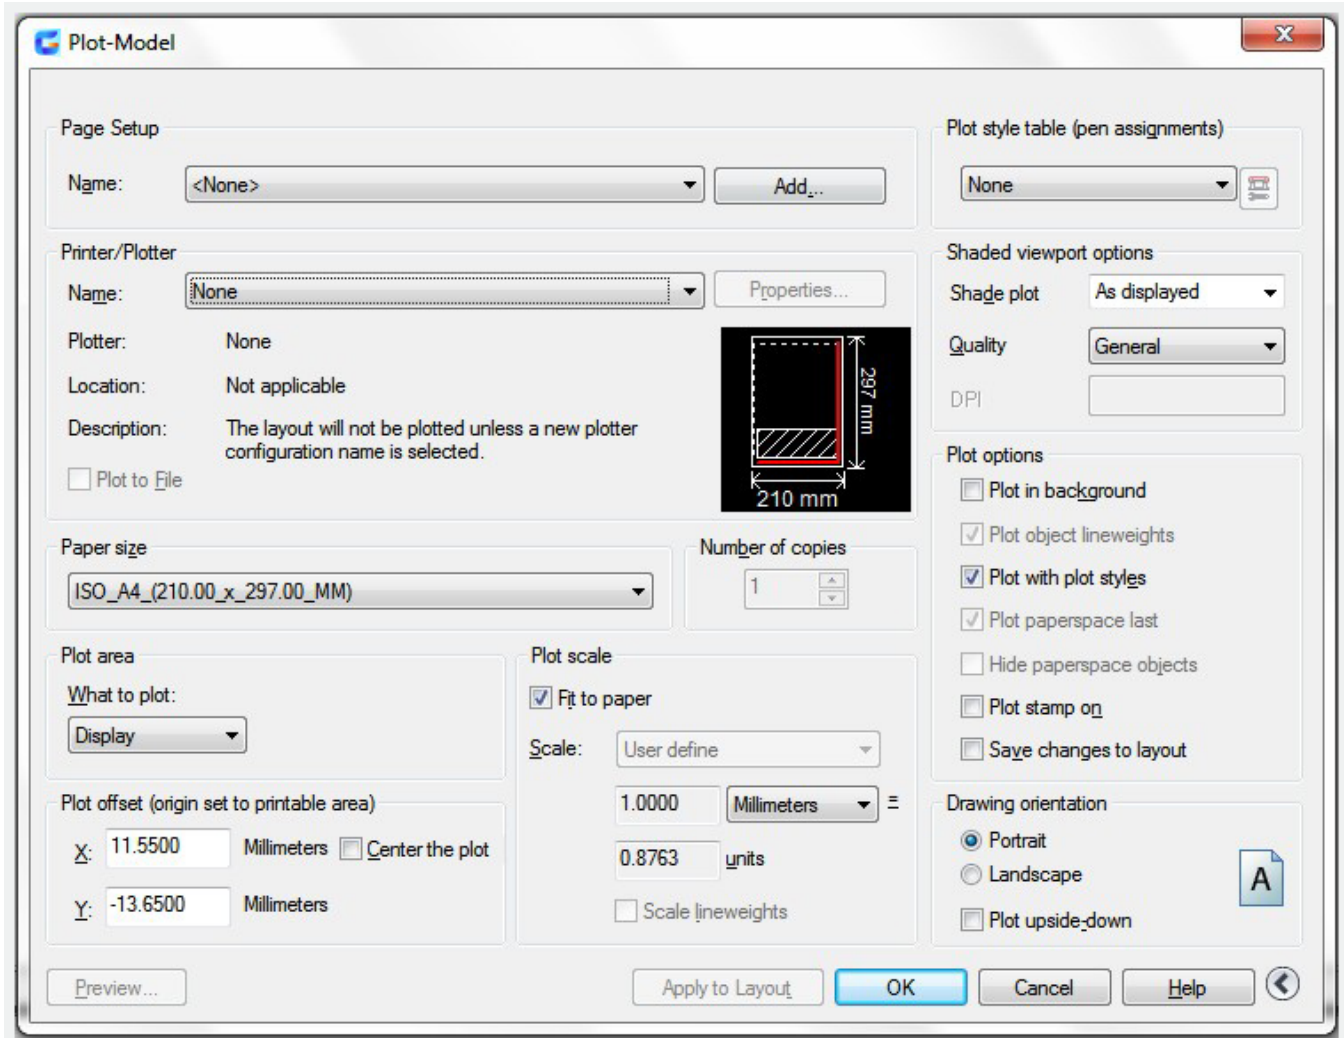 Plot-Model
Page Setup
Name: <None> Add...
Plot style table (pen assignments)
None
Printer/Plotter
Name: None Properties...
Plotter: None
Location: Not applicable
Description: The layout will not be plotted unless a new plotter
configuration name is selected.
Plot to File
297 mm
210 mm
Shaded viewport options
Shade plot As displayed
Quality General
DPI
Paper size
ISO_A4_(210.00_x_297.00_MM)
Number of copies
1
Plot options
Plot in background
Plot object lineweights
Plot with plot styles
Plot paperspace last
Hide paperspace objects
Plot stamp on
Save changes to layout
Plot area
What to plot:
Display
Plot scale
Fit to paper
Scale: User define
1.0000 Millimeters =
0.8763 units
Scale lineweights
Plot offset (origin set to printable area)
X: 11.5500 Millimeters Center the plot
Y: -13.6500 Millimeters
Drawing orientation
Portrait
Landscape
A
Plot upside-down
Preview... Apply to Layout OK Cancel Help